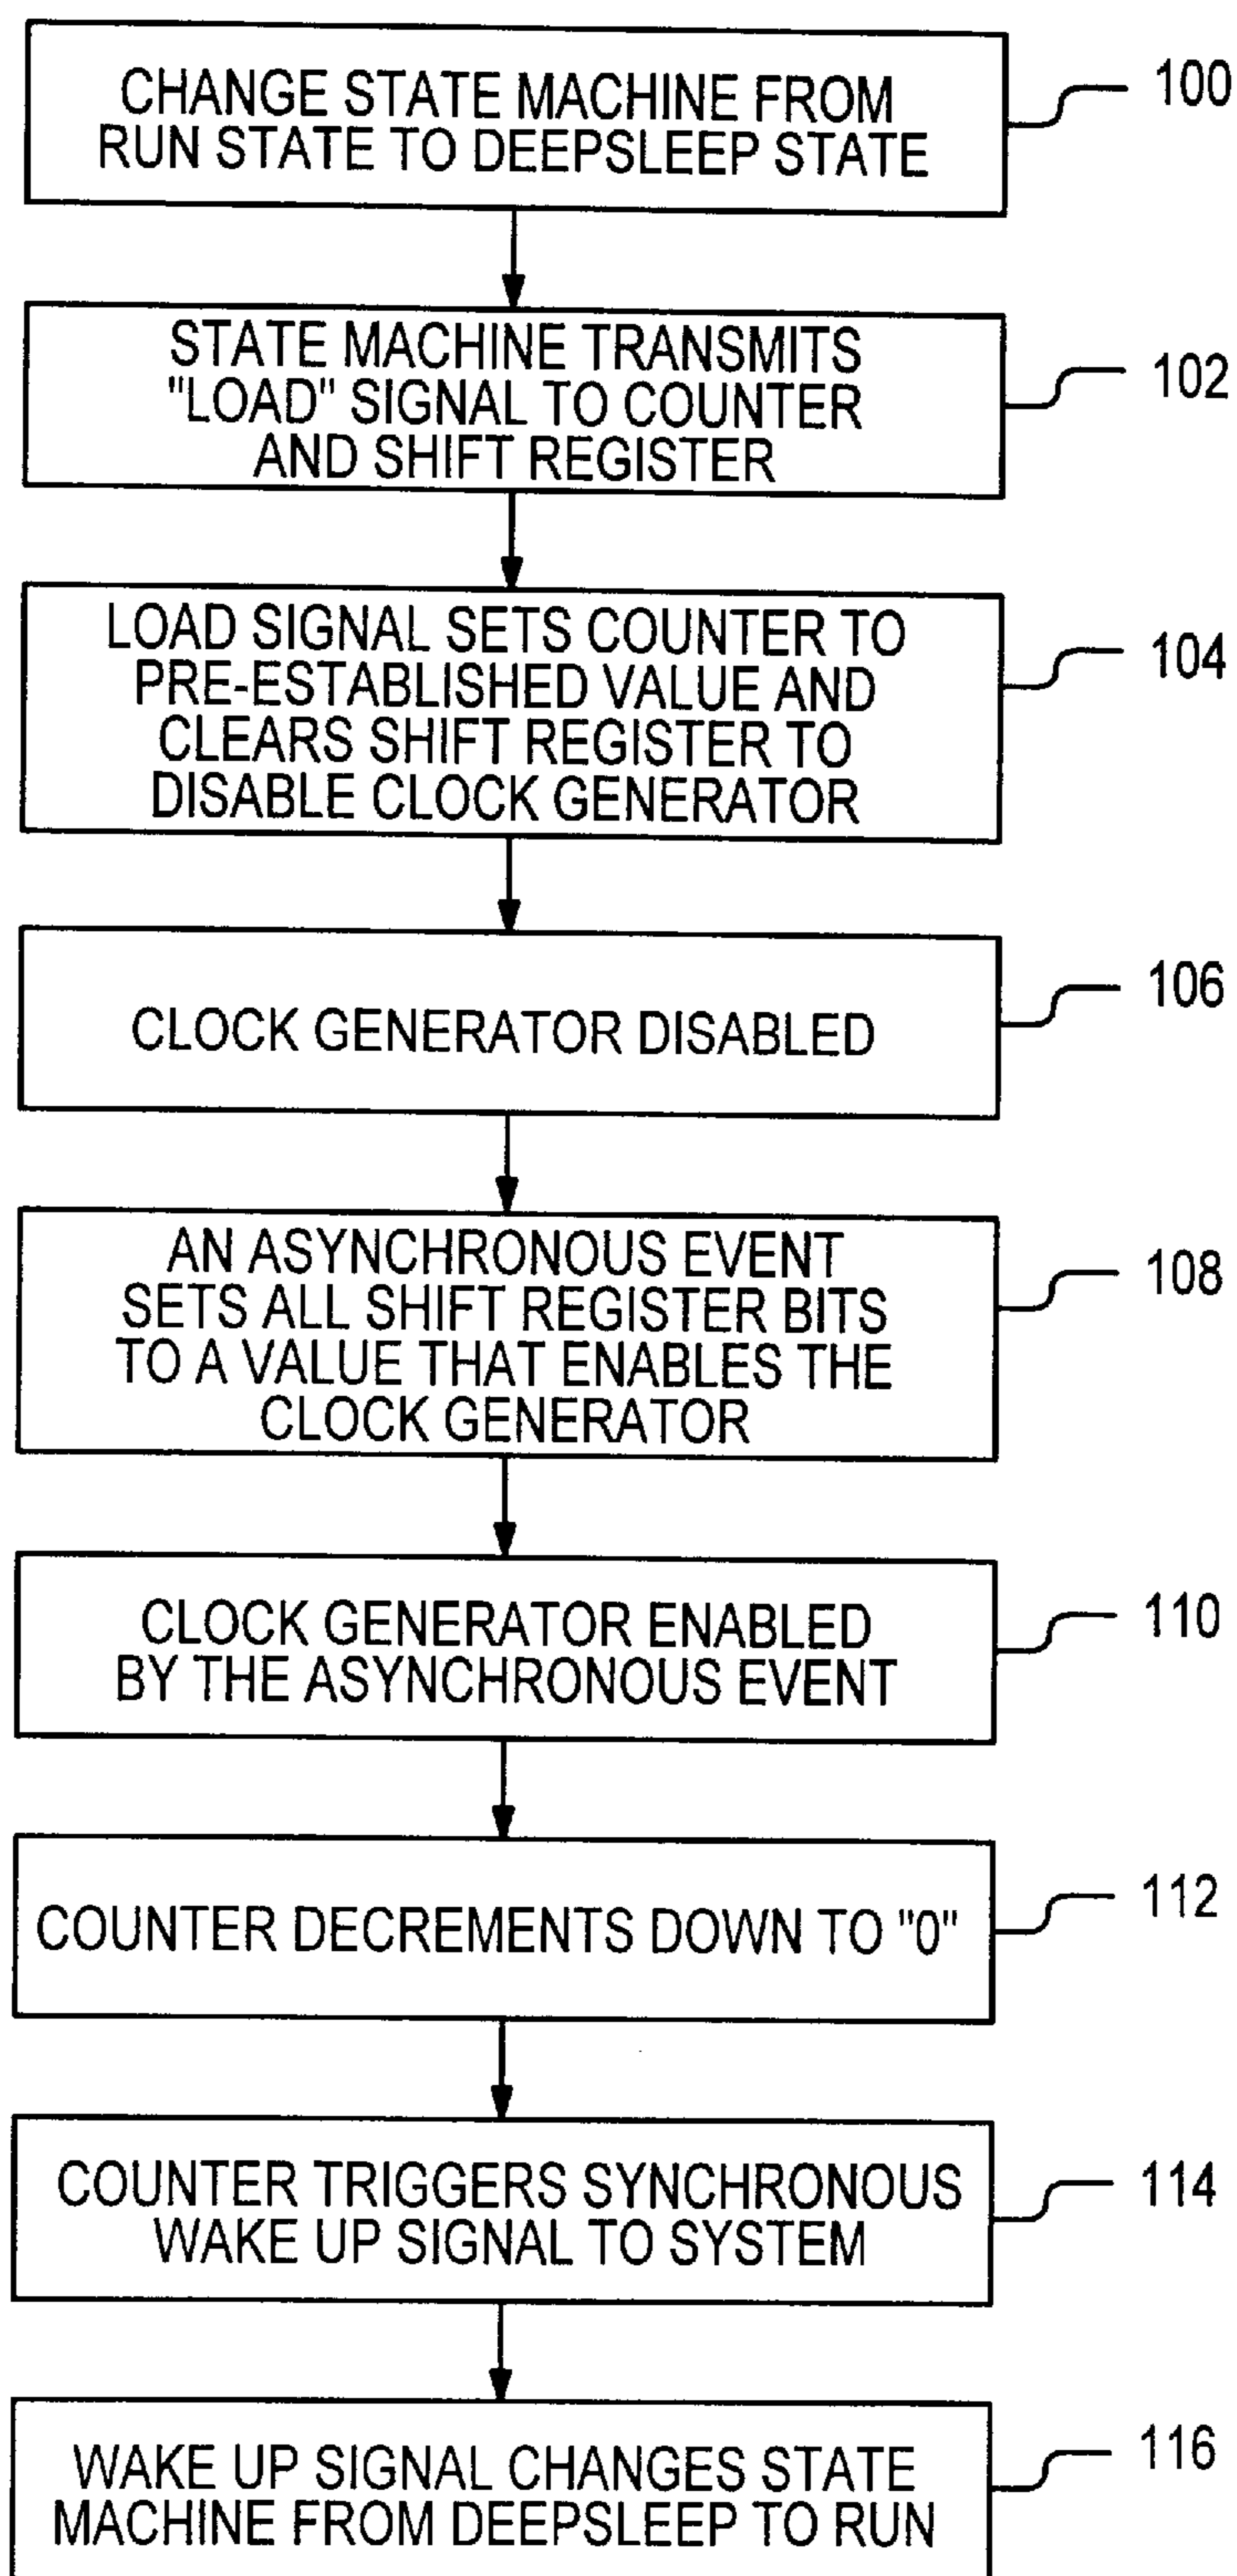 CHANGE STATE MACHINE FROM
RUN STATE TO DEEPSLEEP STATE
100
STATE MACHINE TRANSMITS
"LOAD" SIGNAL TO COUNTER
AND SHIFT REGISTER
102
LOAD SIGNAL SETS COUNTER TO
PRE-ESTABLISHED VALUE AND
CLEARS SHIFT REGISTER TO
DISABLE CLOCK GENERATOR
104
CLOCK GENERATOR DISABLED
106
AN ASYNCHRONOUS EVENT
SETS ALL SHIFT REGISTER BITS
TO A VALUE THAT ENABLES THE
CLOCK GENERATOR
108
CLOCK GENERATOR ENABLED
BY THE ASYNCHRONOUS EVENT
110
COUNTER DECREMENTS DOWN TO "0"
112
COUNTER TRIGGERS SYNCHRONOUS
WAKE UP SIGNAL TO SYSTEM
114
WAKE UP SIGNAL CHANGES STATE
MACHINE FROM DEEPSLEEP TO RUN
116